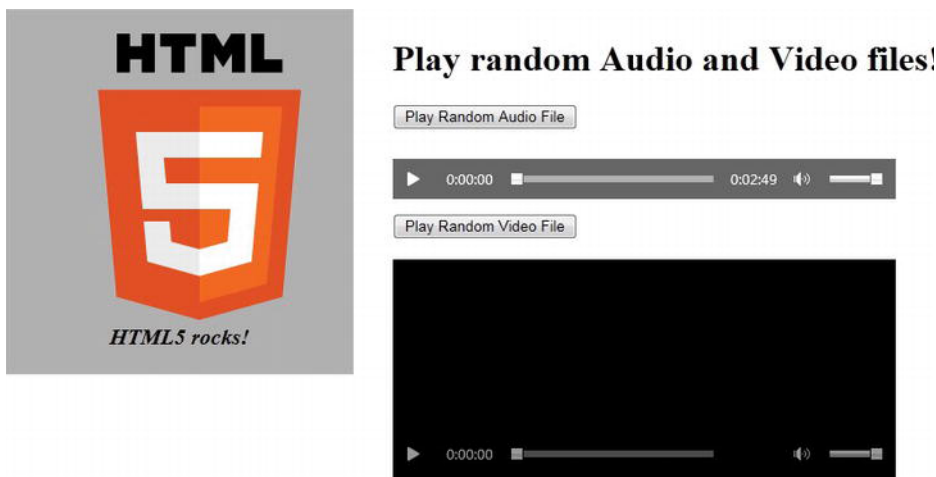 HTML
5
HTML5 rocks!
Play random Audio and Video files!
Play Random Audio File
0:00:00 0:02:49
Play Random Video File
0:00:00